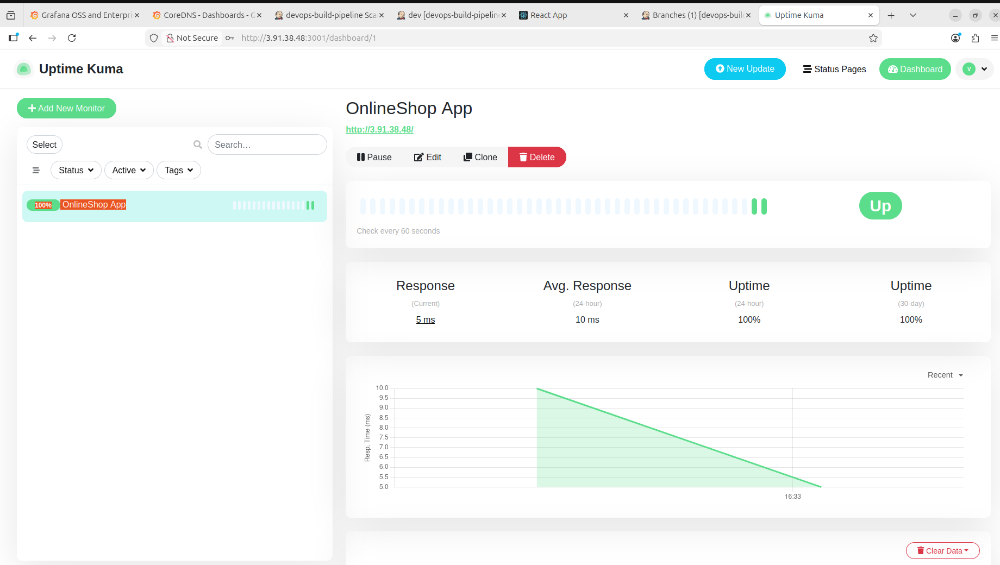 Grafana OSS and Enterpri
CoreDNS - Dashboards - G
devops-build-pipeline Sca
dev [devops-build-pipeline
React App
Branches (1) [devops-buil
Uptime Kuma
Not Secure
http://3.91.38.48:3001/dashboard/1
Uptime Kuma
New Update
Status Pages
Dashboard
V
Add New Monitor
Select
Search…
Status
Active
Tags
100% OnlineShop App
OnlineShop App
http://3.91.38.48/
Pause
Edit
Clone
Delete
Up
Check every 60 seconds
Response
(Current)
5 ms
Avg. Response
(24-hour)
10 ms
Uptime
(24-hour)
100%
Uptime
(30-day)
100%
Recent
Resp. Time (ms)
10.0
9.5
9.0
8.5
8.0
7.5
7.0
6.5
6.0
5.5
5.0
16:33
Clear Data